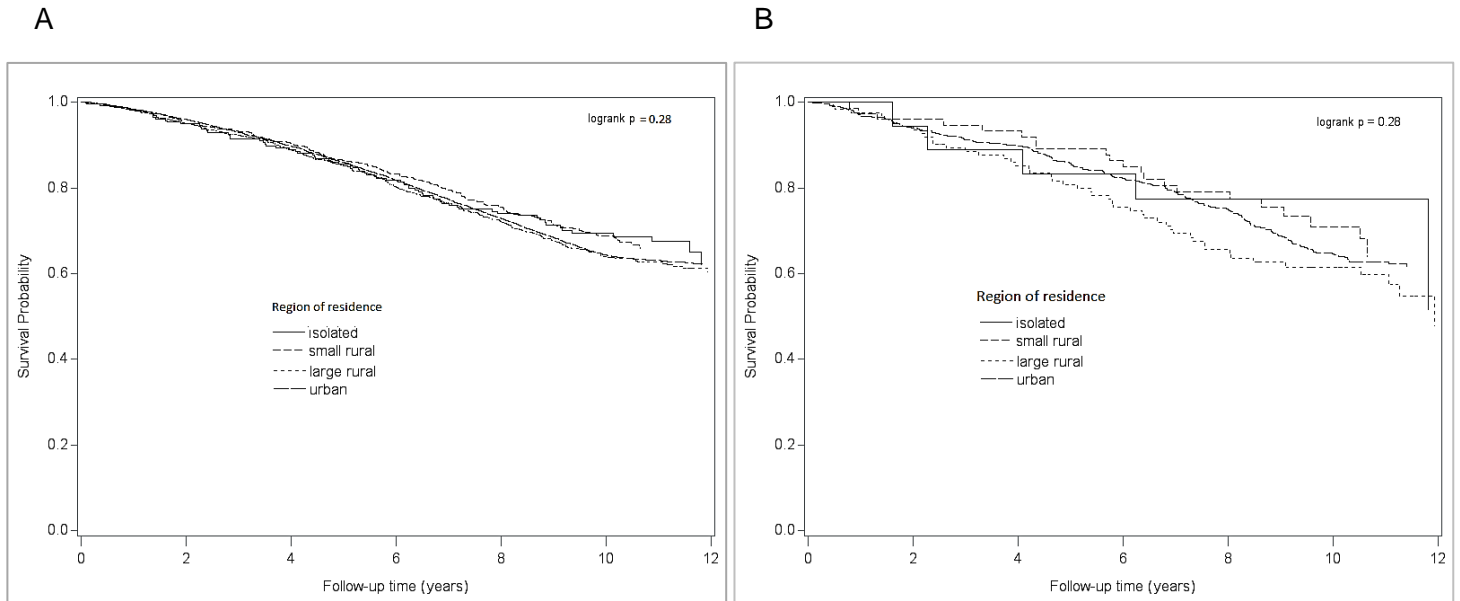 A
B
1.0
0.8
0.6
0.4
0.2
0.0
Survival Probability
logrank p = 0.28
Region of residence
isolated
small rural
large rural
urban
0 2 4 6 8 10 12
Follow-up time (years)
1.0
0.8
0.6
0.4
0.2
0.0
Survival Probability
logrank p = 0.28
Region of residence
isolated
small rural
large rural
urban
0 2 4 6 8 10 12
Follow-up time (years)